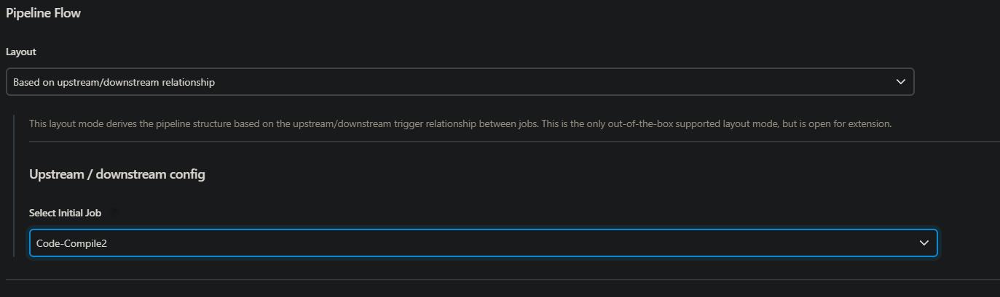 Pipeline Flow
Layout
Based on upstream/downstream relationship
This layout mode derives the pipeline structure based on the upstream/downstream trigger relationship between jobs. This is the only out-of-the-box supported layout mode, but is open for extension.
Upstream / downstream config
Select Initial Job
Code-Compile2